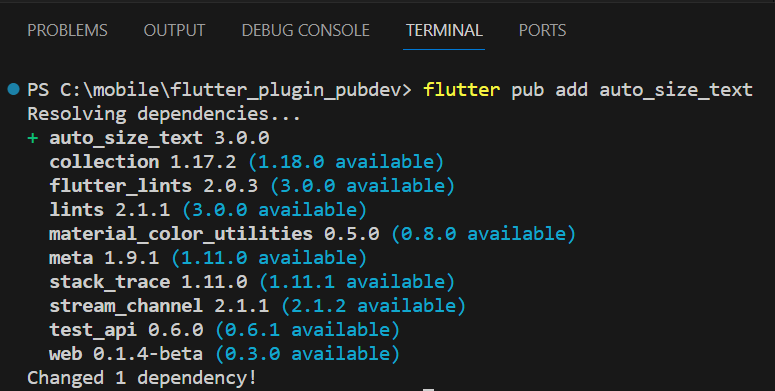 PROBLEMS OUTPUT DEBUG CONSOLE TERMINAL PORTS
PS C:\mobile\flutter_plugin_pubdev> flutter pub add auto_size_text
Resolving dependencies...
+ auto_size_text 3.0.0
collection 1.17.2 (1.18.0 available)
flutter_lints 2.0.3 (3.0.0 available)
lints 2.1.1 (3.0.0 available)
material_color_utilities 0.5.0 (0.8.0 available)
meta 1.9.1 (1.11.0 available)
stack_trace 1.11.0 (1.11.1 available)
stream_channel 2.1.1 (2.1.2 available)
test_api 0.6.0 (0.6.1 available)
web 0.1.4-beta (0.3.0 available)
Changed 1 dependency!